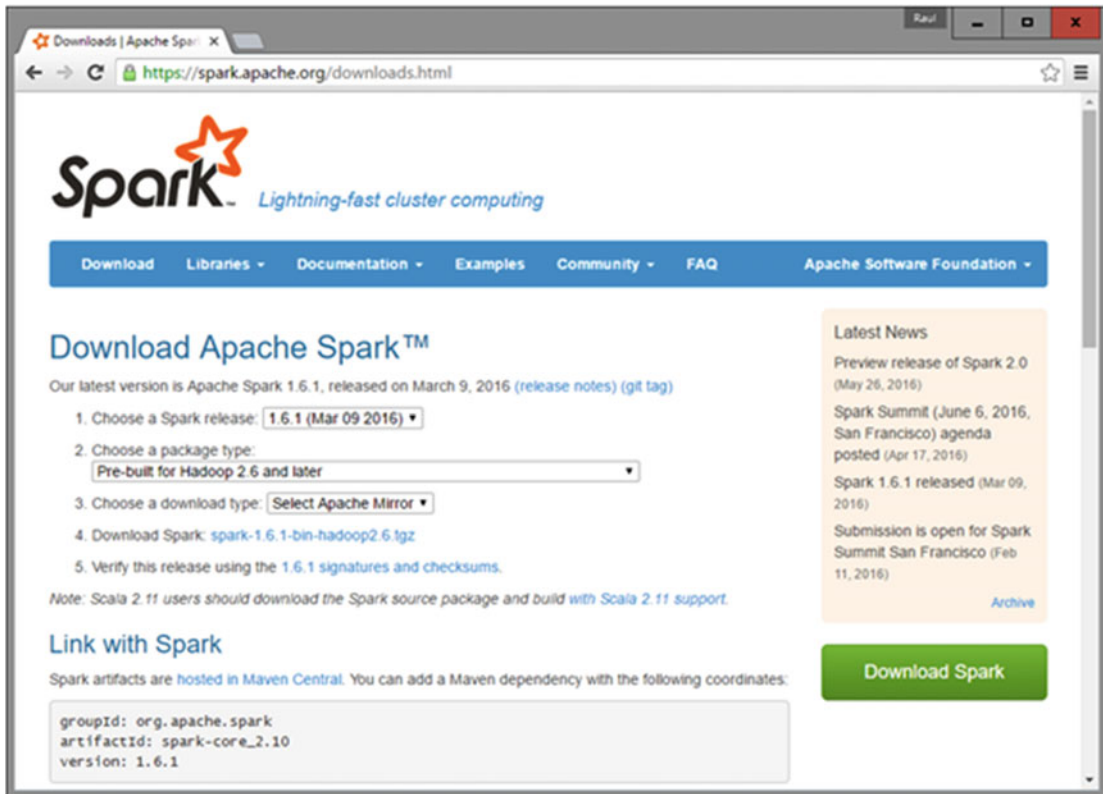 Raul
Downloads | Apache Spar
https://spark.apache.org/downloads.html
Spark™ Lightning-fast cluster computing
Download Libraries Documentation Examples Community FAQ Apache Software Foundation
Download Apache Spark™
Our latest version is Apache Spark 1.6.1, released on March 9, 2016 (release notes) (git tag)
1. Choose a Spark release: 1.6.1 (Mar 09 2016)
2. Choose a package type:
Pre-built for Hadoop 2.6 and later
3. Choose a download type: Select Apache Mirror
4. Download Spark: spark-1.6.1-bin-hadoop2.6.tgz
5. Verify this release using the 1.6.1 signatures and checksums.
Note: Scala 2.11 users should download the Spark source package and build with Scala 2.11 support.
Link with Spark
Spark artifacts are hosted in Maven Central. You can add a Maven dependency with the following coordinates:
groupId: org.apache.spark
artifactId: spark-core_2.10
version: 1.6.1
Latest News
Preview release of Spark 2.0
(May 26, 2016)
Spark Summit (June 6, 2016,
San Francisco) agenda
posted (Apr 17, 2016)
Spark 1.6.1 released (Mar 09,
2016)
Submission is open for Spark
Summit San Francisco (Feb
11, 2016)
Archive
Download Spark